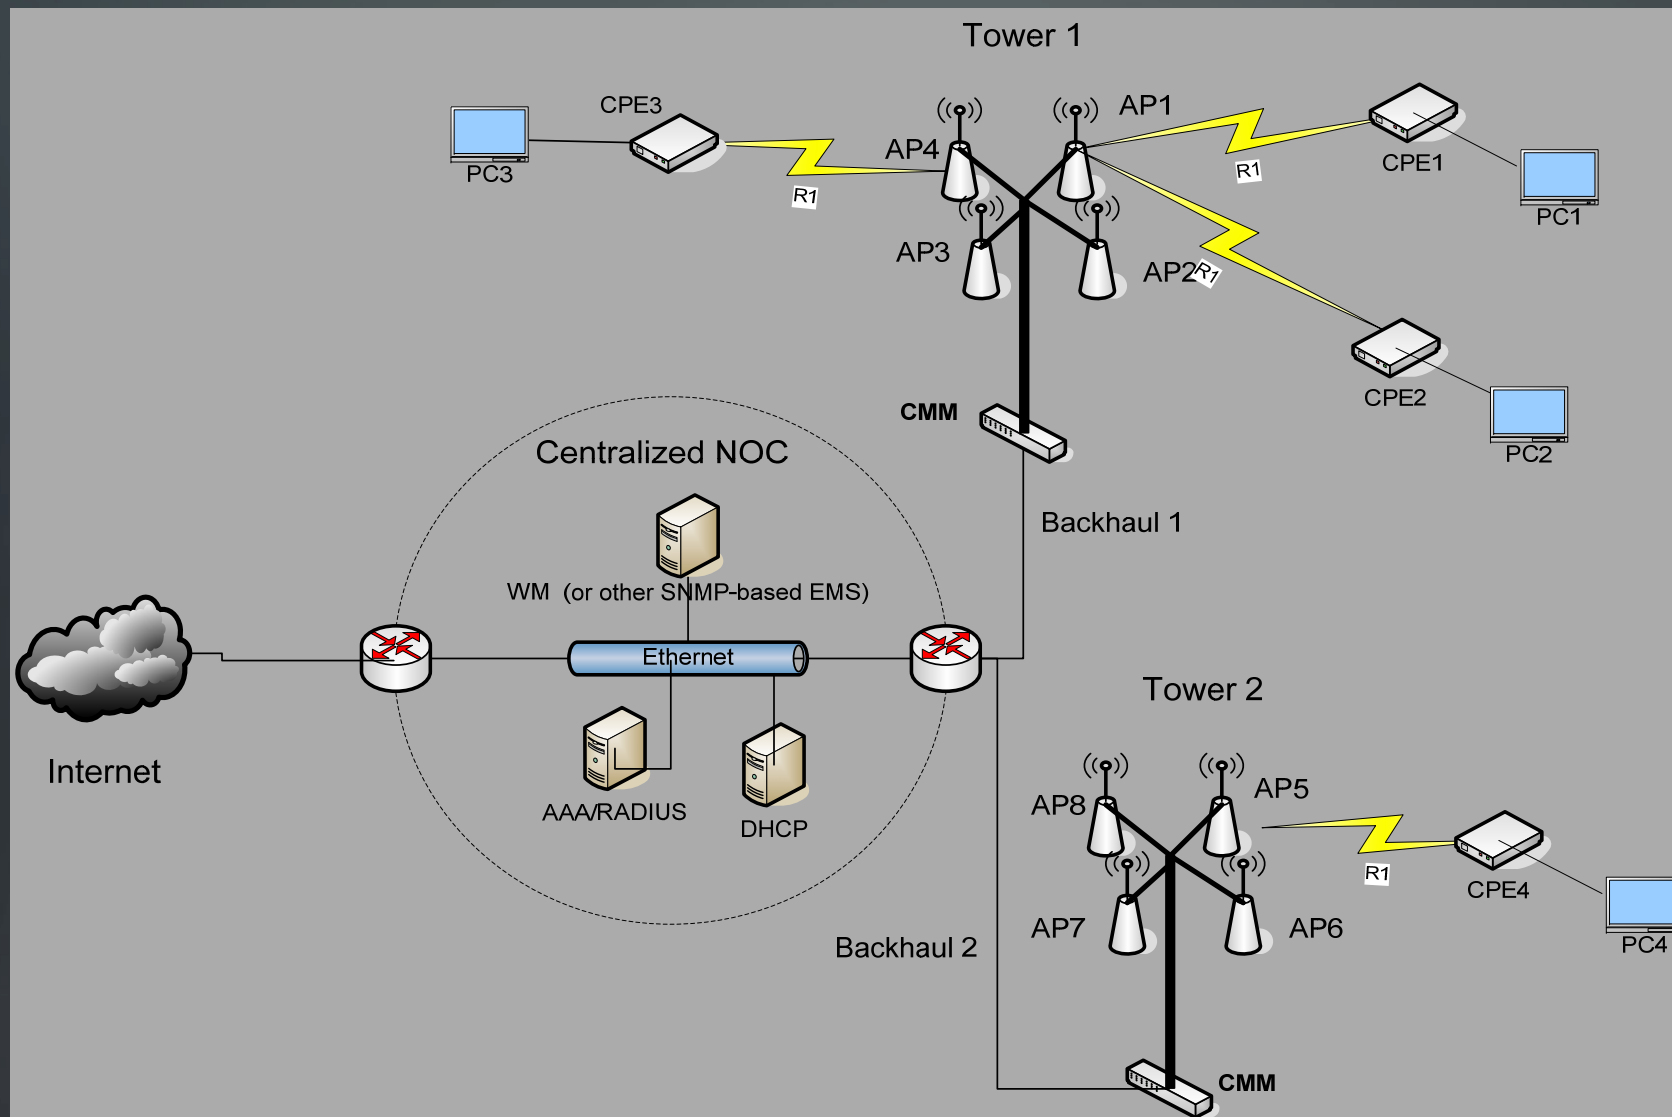 Tower 1
CPE3
AP1
AP4
PC3
R1
R1
CPE1
PC1
AP3
AP2
R1
CPE2
PC2
CMM
Centralized NOC
Backhaul 1
WM (or other SNMP-based EMS)
Ethernet
Internet
AAA/RADIUS
DHCP
Tower 2
AP8
AP5
R1
CPE4
AP7
AP6
PC4
Backhaul 2
CMM